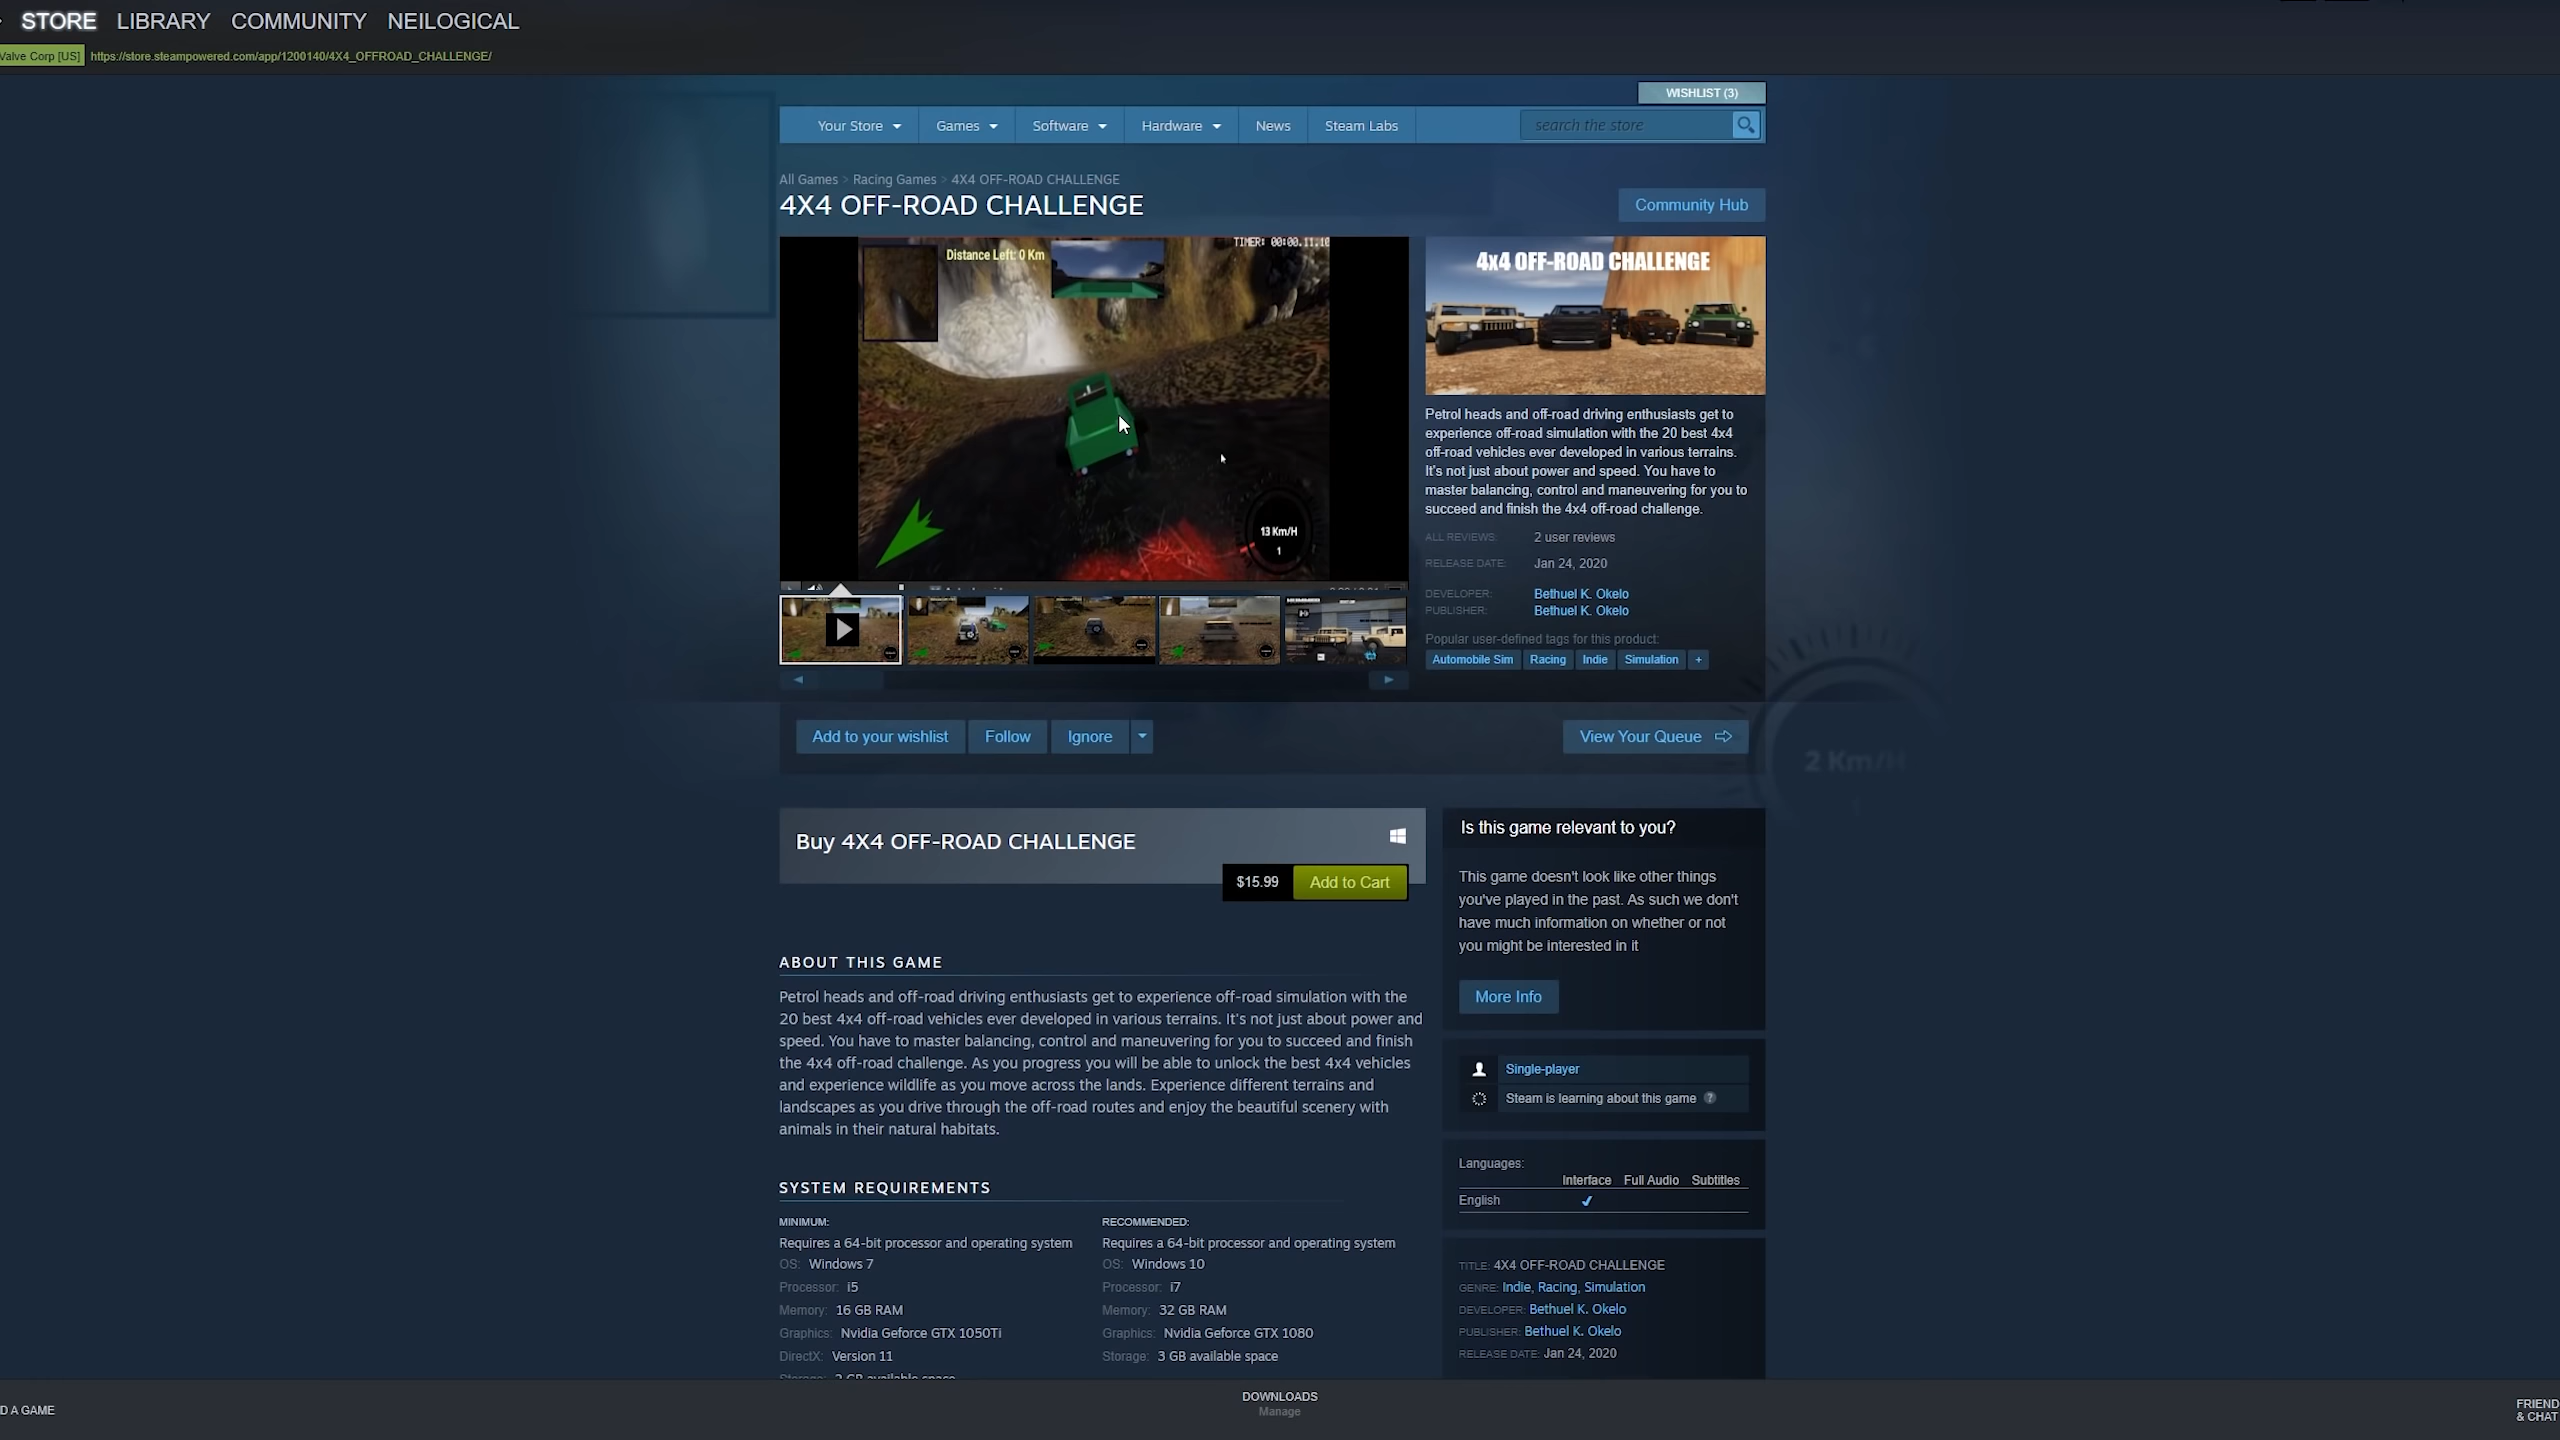 STORE LIBRARY COMMUNITY NEILOGICAL
Valve Corp [US] https://store.steampowered.com/app/1200140/4X4_OFFROAD_CHALLENGE/
WISHLIST (3)
Your Store Games Software Hardware News Steam Labs search the store
All Games > Racing Games > 4X4 OFF-ROAD CHALLENGE
4X4 OFF-ROAD CHALLENGE
Community Hub
TIMER: 00:00.11.10
Distance Left: 0 Km
13 Km/H
1
4x4 OFF-ROAD CHALLENGE
Petrol heads and off-road driving enthusiasts get to
experience off-road simulation with the 20 best 4x4
off-road vehicles ever developed in various terrains.
It's not just about power and speed. You have to
master balancing, control and maneuvering for you to
succeed and finish the 4x4 off-road challenge.
ALL REVIEWS: 2 user reviews
RELEASE DATE: Jan 24, 2020
DEVELOPER: Bethuel K. Okelo
PUBLISHER: Bethuel K. Okelo
Popular user-defined tags for this product:
Automobile Sim Racing Indie Simulation +
Add to your wishlist Follow Ignore View Your Queue
2 Km/H
Buy 4X4 OFF-ROAD CHALLENGE
$15.99 Add to Cart
ABOUT THIS GAME
Petrol heads and off-road driving enthusiasts get to experience off-road simulation with the
20 best 4x4 off-road vehicles ever developed in various terrains. It's not just about power and
speed. You have to master balancing, control and maneuvering for you to succeed and finish
the 4x4 off-road challenge. As you progress you will be able to unlock the best 4x4 vehicles
and experience wildlife as you move across the lands. Experience different terrains and
landscapes as you drive through the off-road routes and enjoy the beautiful scenery with
animals in their natural habitats.
SYSTEM REQUIREMENTS
MINIMUM:
Requires a 64-bit processor and operating system
OS: Windows 7
Processor: i5
Memory: 16 GB RAM
Graphics: Nvidia Geforce GTX 1050Ti
DirectX: Version 11
RECOMMENDED:
Requires a 64-bit processor and operating system
OS: Windows 10
Processor: i7
Memory: 32 GB RAM
Graphics: Nvidia Geforce GTX 1080
Storage: 3 GB available space
Is this game relevant to you?
This game doesn't look like other things
you've played in the past. As such we don't
have much information on whether or not
you might be interested in it
More Info
Single-player
Steam is learning about this game ?
Languages:
Interface Full Audio Subtitles
English ✔
TITLE: 4X4 OFF-ROAD CHALLENGE
GENRE: Indie, Racing, Simulation
DEVELOPER: Bethuel K. Okelo
PUBLISHER: Bethuel K. Okelo
RELEASE DATE: Jan 24, 2020
D A GAME
DOWNLOADS
Manage
FRIEND
& CHAT